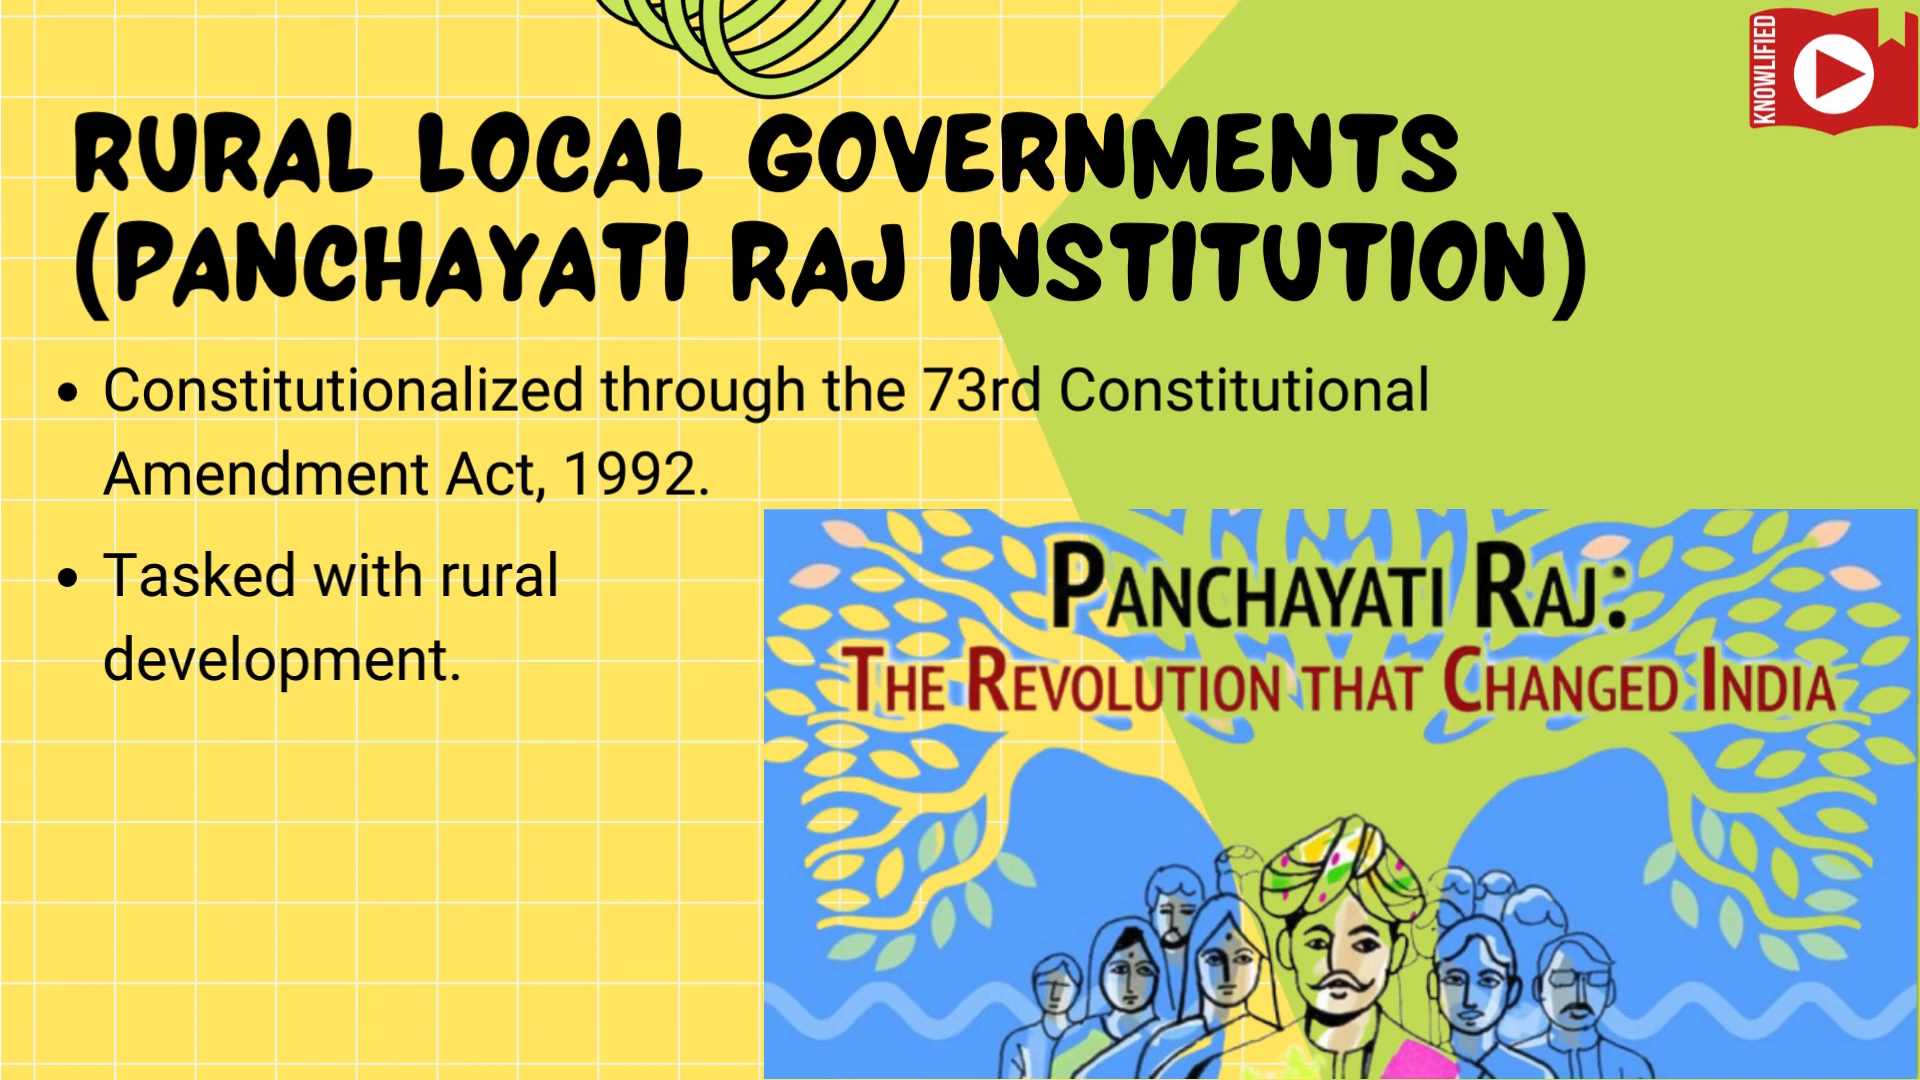 KNOWLIFIED
RURAL LOCAL GOVERNMENTS
(PANCHAYATI RAJ INSTITUTION)
• Constitutionalized through the 73rd Constitutional
Amendment Act, 1992.
• Tasked with rural
development.
PANCHAYATI RAJ:
THE REVOLUTION THAT CHANGED INDIA